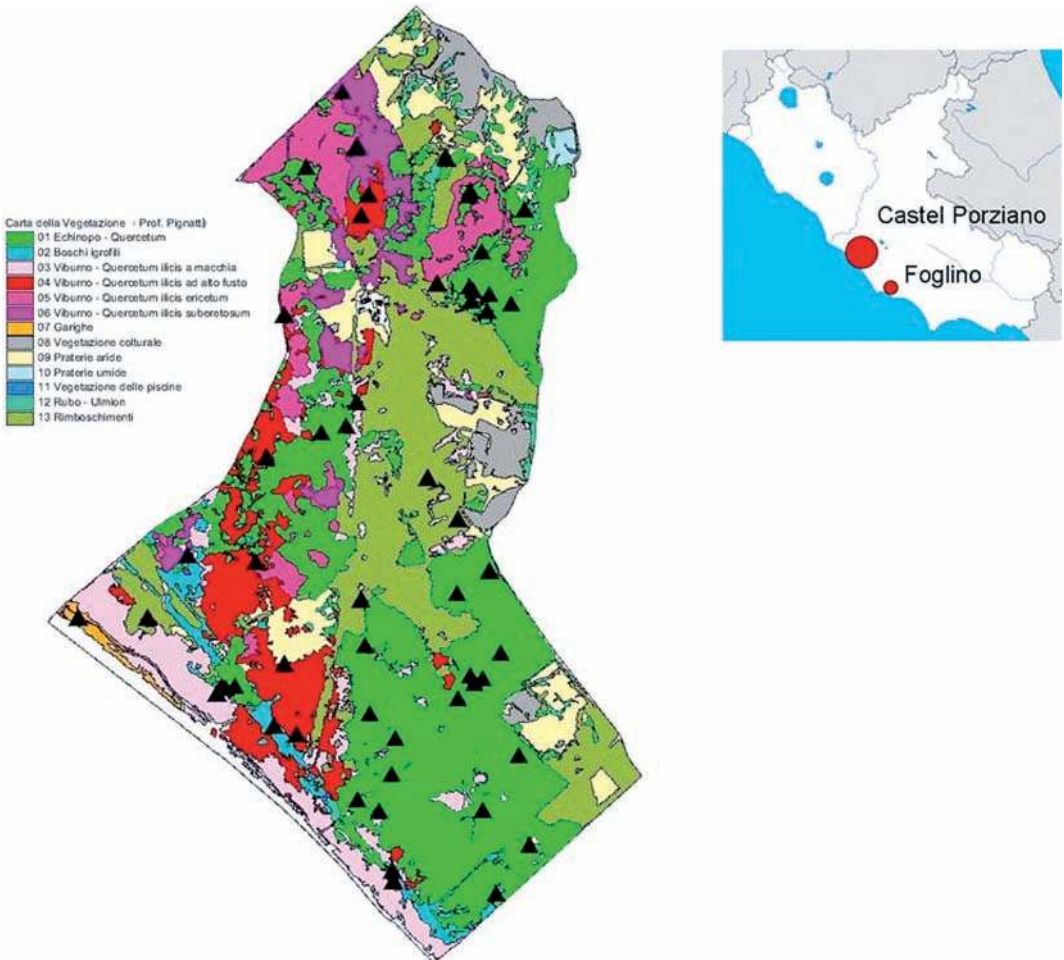 Carta della Vegetazione - Prof. Pignatti
01 Echinopo - Quercetum
02 Boschi igrofili
03 Viburno - Quercetum ilicis a macchia
04 Viburno - Quercetum ilicis ad alto fusto
05 Viburno - Quercetum ilicis ericetum
06 Viburno - Quercetum ilicis suberetosum
07 Garighe
08 Vegetazione colturale
09 Praterie aride
10 Praterie umide
11 Vegetazione delle piscine
12 Rubo - Ulmion
13 Rimboschimenti
Castel Porziano
Foglino